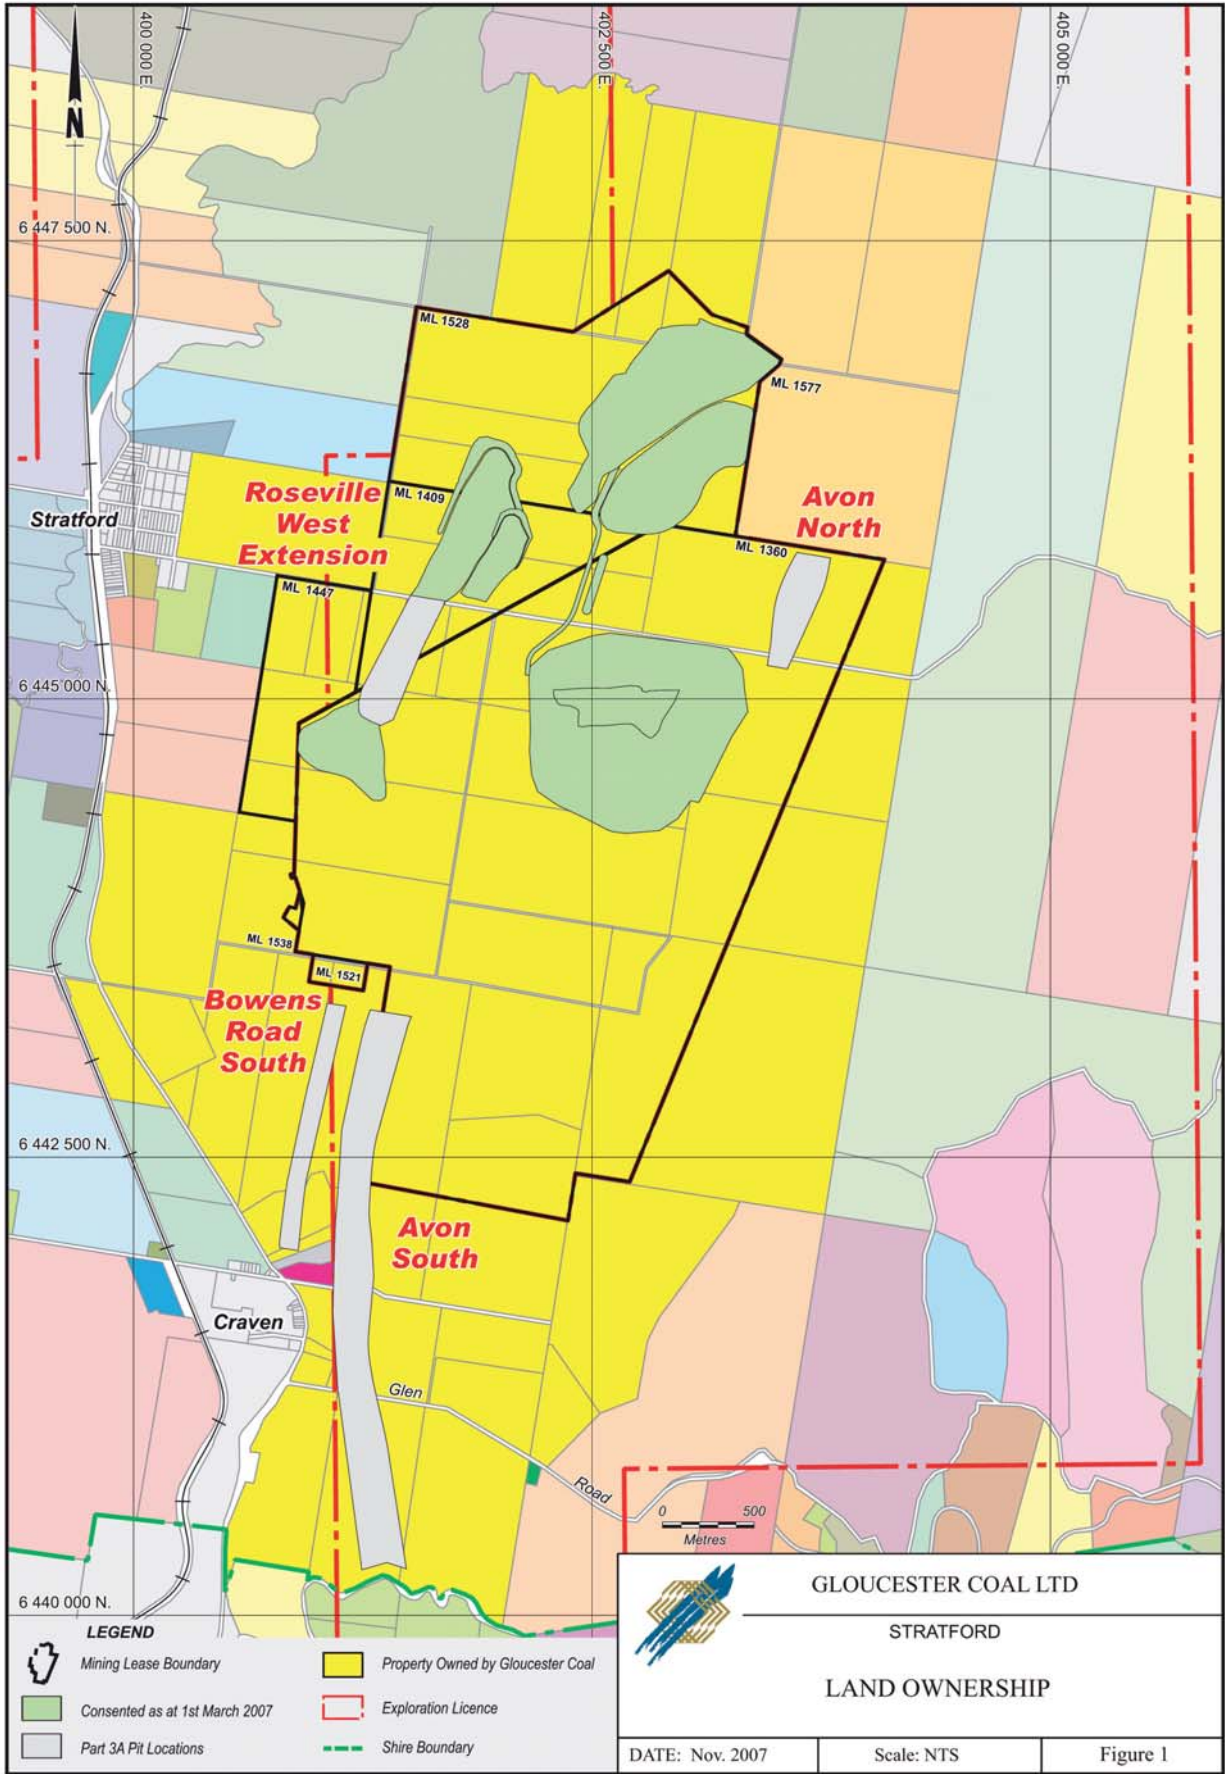 400 000 E.
402 500 E.
405 000 E.
N
6 447 500 N.
ML 1528
ML 1577
Roseville
West
Extension
ML 1409
Avon
North
Stratford
ML 1360
ML 1447
6 445 000 N.
ML 1538
ML 1521
Bowens
Road
South
6 442 500 N.
Avon
South
Craven
Glen
Road
0 500
Metres
6 440 000 N.
LEGEND
Mining Lease Boundary
Property Owned by Gloucester Coal
Consented as at 1st March 2007
Exploration Licence
Part 3A Pit Locations
Shire Boundary
GLOUCESTER COAL LTD
STRATFORD
LAND OWNERSHIP
DATE: Nov. 2007
Scale: NTS
Figure 1